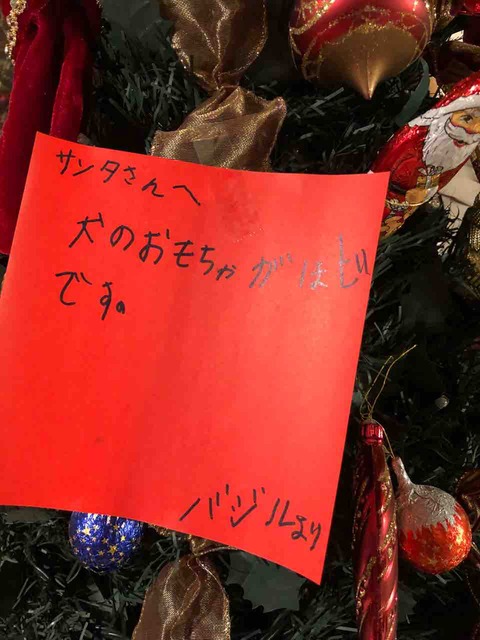 サンタさんへ
犬のおもちゃがほしい
です。
バジルより